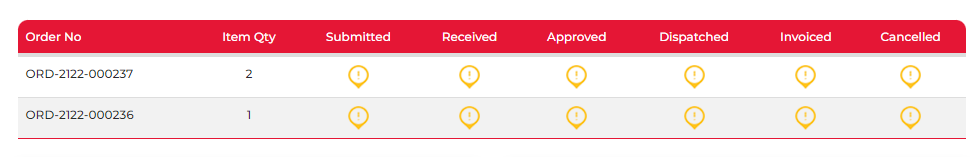 Order No Item Qty Submitted Received Approved Dispatched Invoiced Cancelled
ORD-2122-000237 2 ! ! ! ! ! !
ORD-2122-000236 1 ! ! ! ! ! !